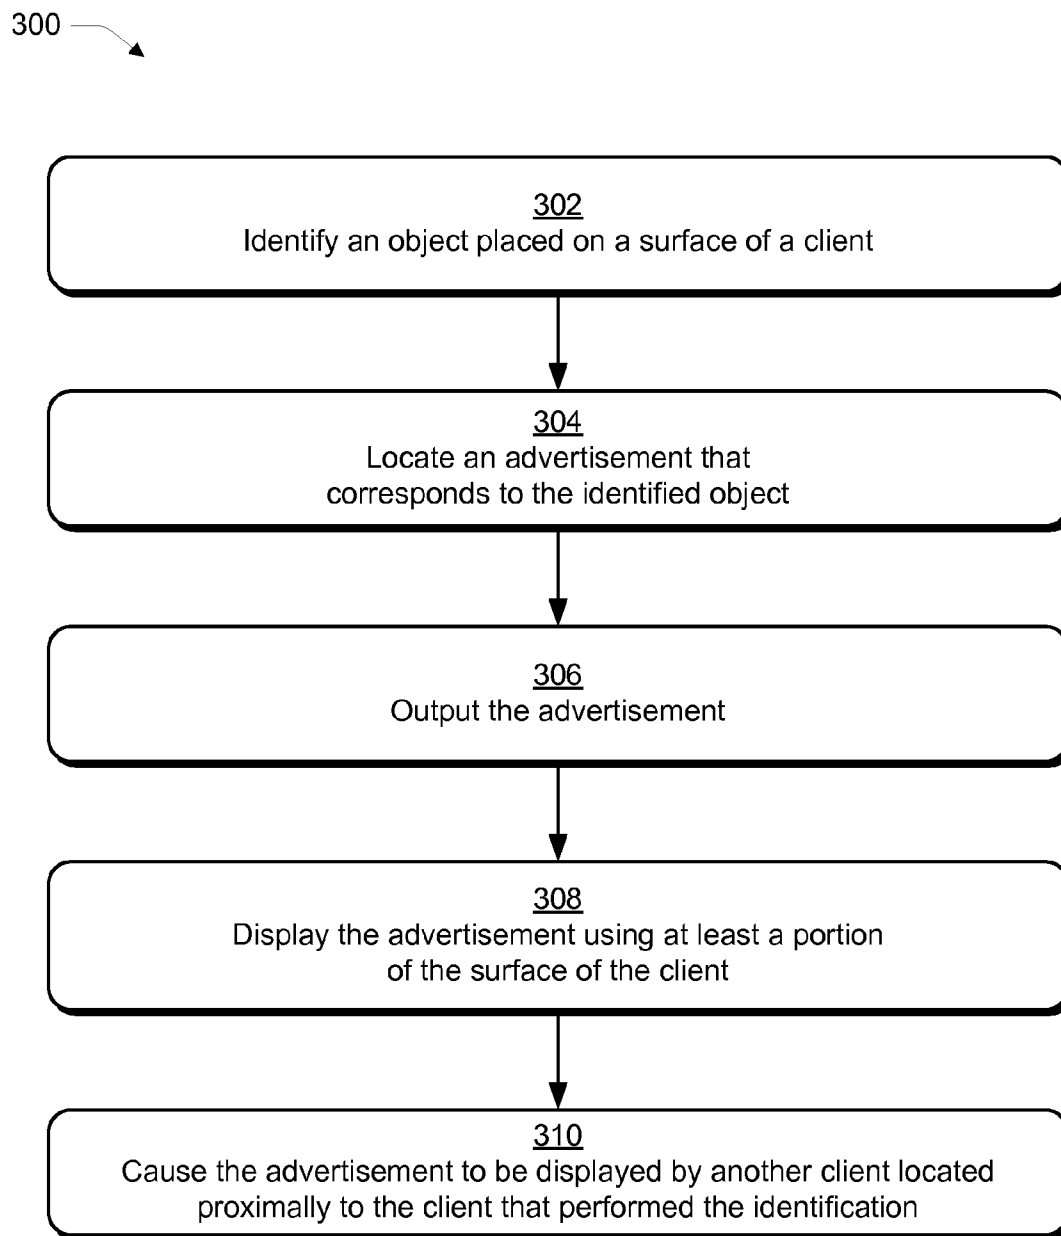 300
302
Identify an object placed on a surface of a client
304
Locate an advertisement that
corresponds to the identified object
306
Output the advertisement
308
Display the advertisement using at least a portion
of the surface of the client
310
Cause the advertisement to be displayed by another client located
proximally to the client that performed the identification